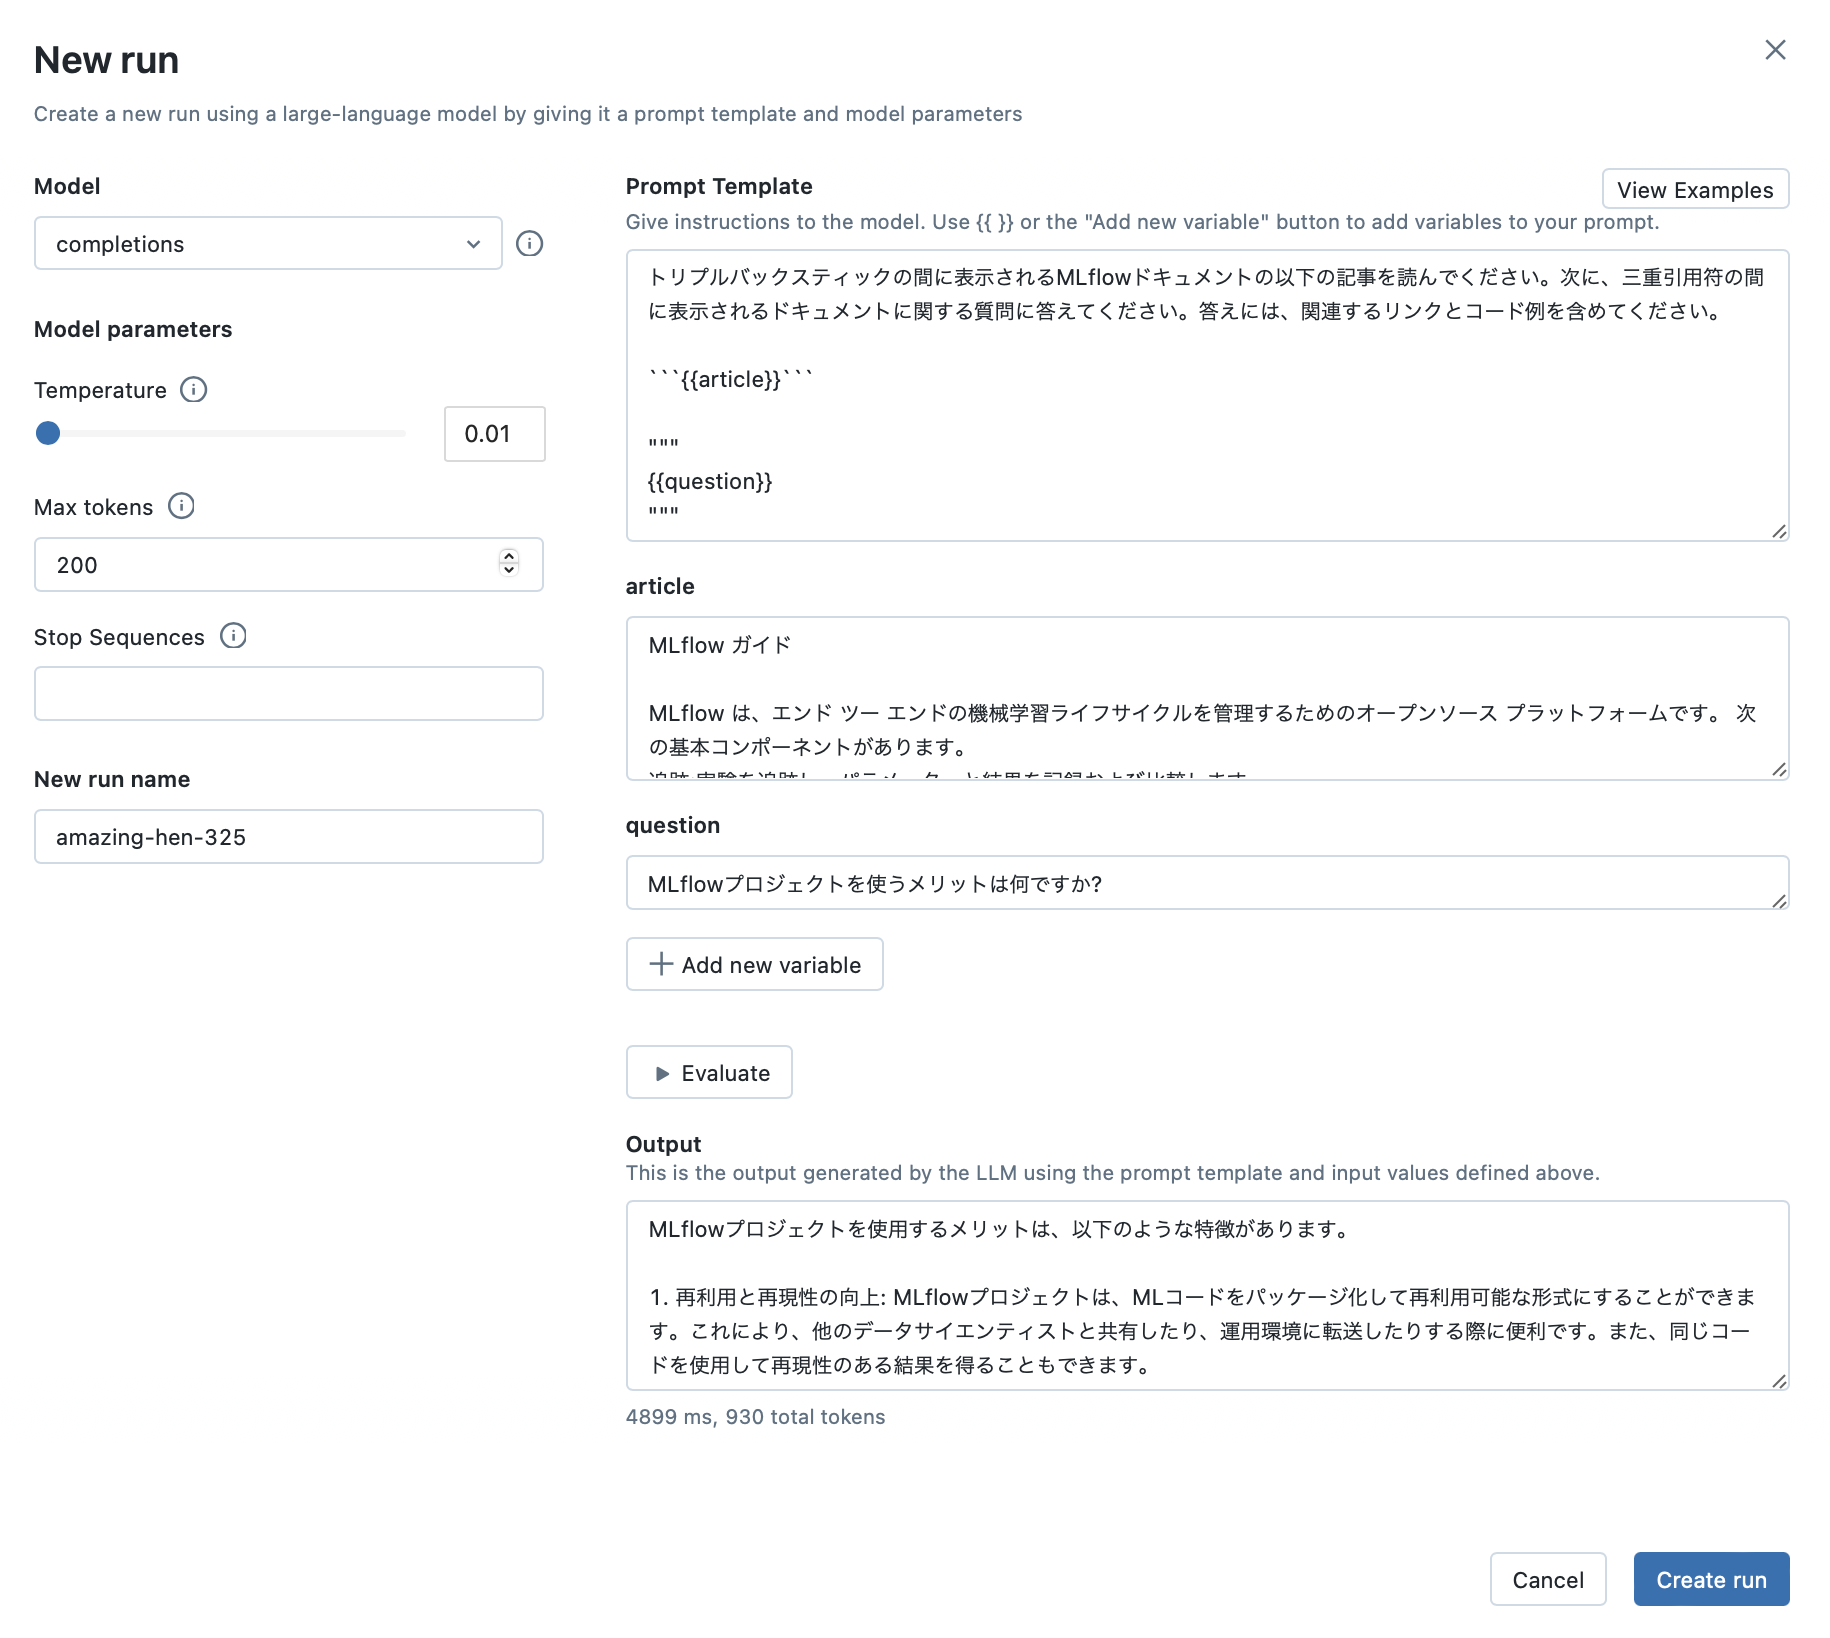 New run
Create a new run using a large-language model by giving it a prompt template and model parameters
Model
completions
Model parameters
Temperature
0.01
Max tokens
200
Stop Sequences
New run name
amazing-hen-325
Prompt Template
View Examples
Give instructions to the model. Use {{ }} or the "Add new variable" button to add variables to your prompt.
トリプルバックスティックの間に表示されるMLflowドキュメントの以下の記事を読んでください。次に、三重引用符の間
に表示されるドキュメントに関する質問に答えてください。答えには、関連するリンクとコード例を含めてください。
```{{article}}```
"""
{{question}}
"""
article
MLflow ガイド
MLflow は、エンド ツー エンドの機械学習ライフサイクルを管理するためのオープンソース プラットフォームです。 次
の基本コンポーネントがあります。
question
MLflowプロジェクトを使うメリットは何ですか?
Add new variable
Evaluate
Output
This is the output generated by the LLM using the prompt template and input values defined above.
MLflowプロジェクトを使用するメリットは、以下のような特徴があります。
1. 再利用と再現性の向上: MLflowプロジェクトは、MLコードをパッケージ化して再利用可能な形式にすることができま
す。これにより、他のデータサイエンティストと共有したり、運用環境に転送したりする際に便利です。また、同じコー
ドを使用して再現性のある結果を得ることもできます。
4899 ms, 930 total tokens
Cancel
Create run